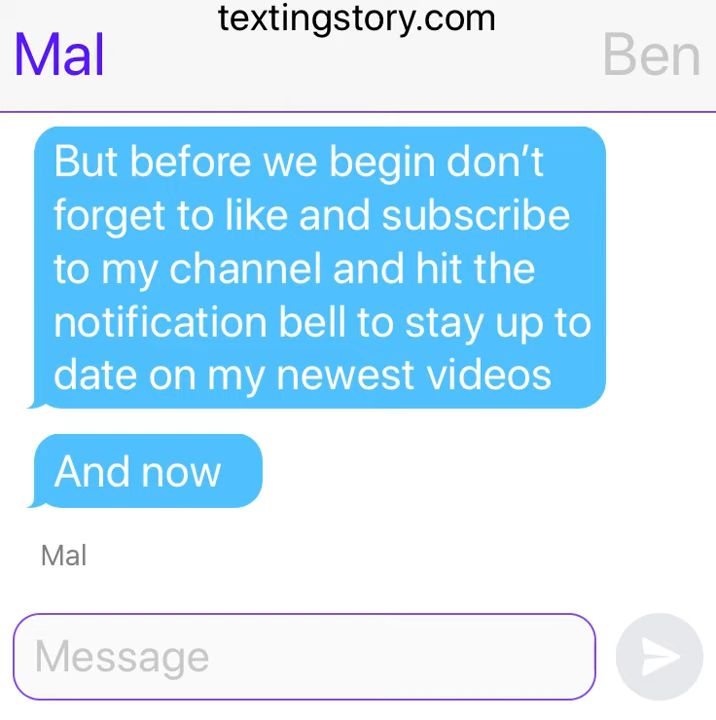 textingstory.com
Mal
Ben
But before we begin don’t
forget to like and subscribe
to my channel and hit the
notification bell to stay up to
date on my newest videos
And now
Mal
Message